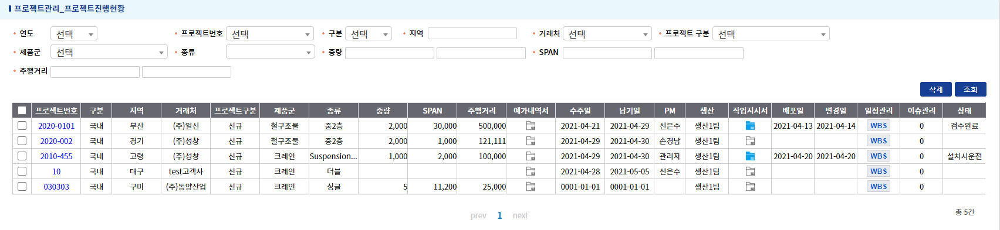 프로젝트관리_프로젝트진행현황
연도 선택 프로젝트번호 선택 구분 선택 지역 거래처 선택 프로젝트 구분 선택
제품군 선택 종류 중량 SPAN
주행거리
삭제 조회
프로젝트번호 구분 지역 거래처 프로젝트구분 제품군 종류 중량 SPAN 주행거리 예가내역서 수주일 납기일 PM 생산 작업지시서 배포일 변경일 일정관리 이슈관리 상태
2020-0101 국내 부산 (주)일신 신규 철구조물 중2층 2,000 30,000 500,000 2021-04-21 2021-04-29 신은수 생산1팀 2021-04-13 2021-04-14 WBS 0 검수완료
2020-002 국내 경기 (주)성창 신규 철구조물 중2층 2,000 1,000 121,111 2021-04-29 2021-04-30 손경남 생산1팀 WBS 0
2010-455 국내 고령 (주)성창 신규 크레인 Suspension... 1,000 2,000 100,000 2021-04-29 2021-04-30 관리자 생산1팀 2021-04-20 2021-04-20 WBS 0 설치시운전
10 국내 대구 test고객사 신규 크레인 더블 2021-04-28 2021-05-05 신은수 생산1팀 WBS 0
030303 국내 구미 (주)동양산업 신규 크레인 싱글 5 11,200 25,000 0001-01-01 0001-01-01 생산1팀 WBS 0
prev 1 next
총 5건